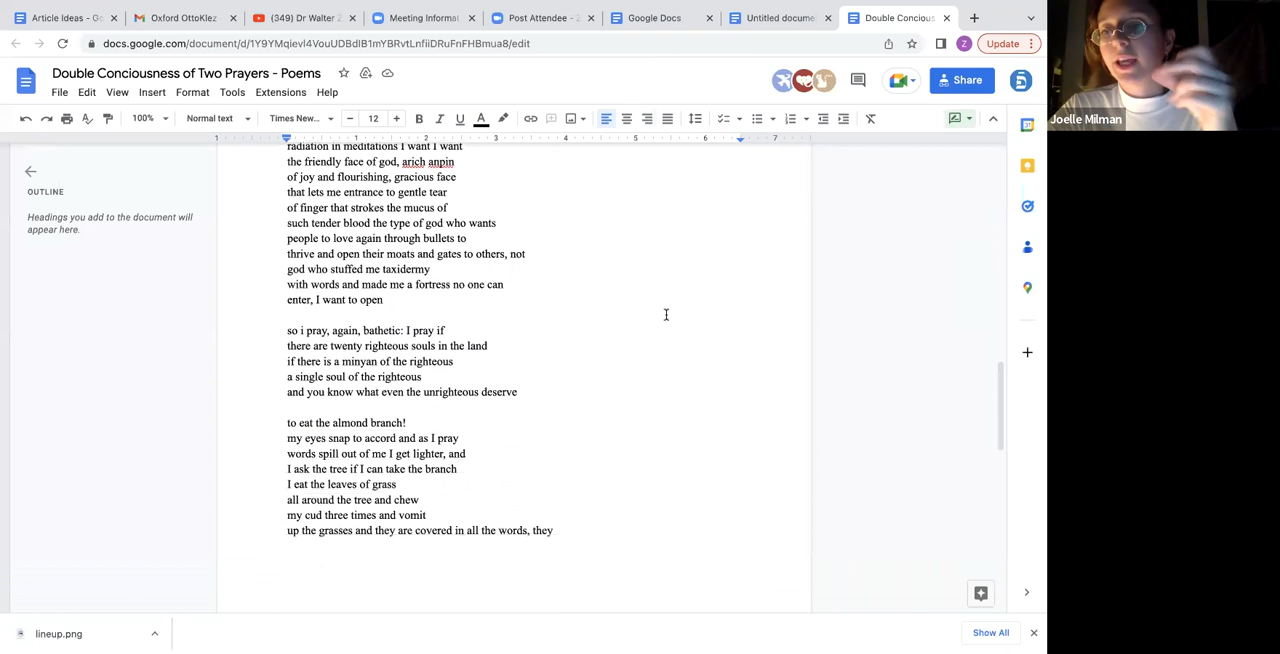 Article Ideas - Go
Oxford OttoKlez -
(349) Dr Walter Z
Meeting Informat
Post Attendee - Z
Google Docs
Untitled docume
Double Concious
docs.google.com/document/d/
Update
Double Conciousness of Two Prayers - Poems
Share
File Edit View Insert Format Tools Extensions Help
100% Normal text Times New... 12 B I U A
1 1 2 3 4 5 6 7
Joelle Milman
OUTLINE
Headings you add to the document will
appear here.
radiation in meditations I want I want
the friendly face of god, arich anpin
of joy and flourishing, gracious face
that lets me entrance to gentle tear
of finger that strokes the mucus of
such tender blood the type of god who wants
people to love again through bullets to
thrive and open their moats and gates to others, not
god who stuffed me taxidermy
with words and made me a fortress no one can
enter, I want to open
so i pray, again, bathetic: I pray if
there are twenty righteous souls in the land
if there is a minyan of the righteous
a single soul of the righteous
and you know what even the unrighteous deserve
to eat the almond branch!
my eyes snap to accord and as I pray
words spill out of me I get lighter, and
I ask the tree if I can take the branch
I eat the leaves of grass
all around the tree and chew
my cud three times and vomit
up the grasses and they are covered in all the words, they
lineup.png
Show All